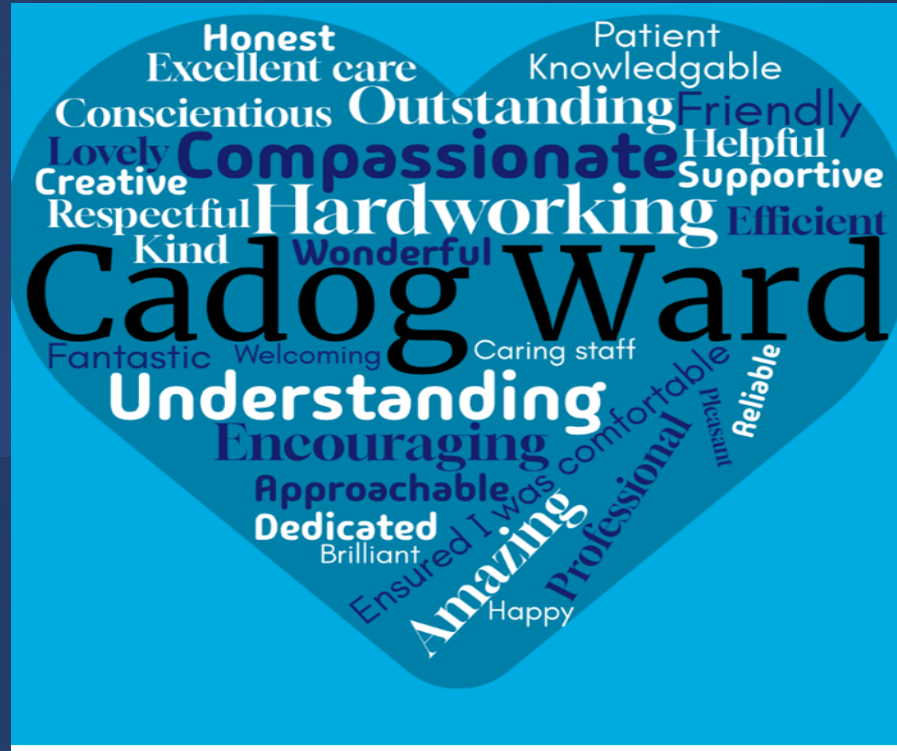 Honest
Patient
Excellent care
Knowledgable
Conscientious
Outstanding
Friendly
Lovely
Compassionate
Helpful
Creative
Supportive
Respectful
Hardworking
Efficient
Kind
Wonderful
Cadog Ward
Fantastic
Welcoming
Caring staff
Understanding
Reliable
Pleasant
Encouraging
Ensured I was comfortable
Professional
Approachable
Dedicated
Brilliant
Amazing
Happy